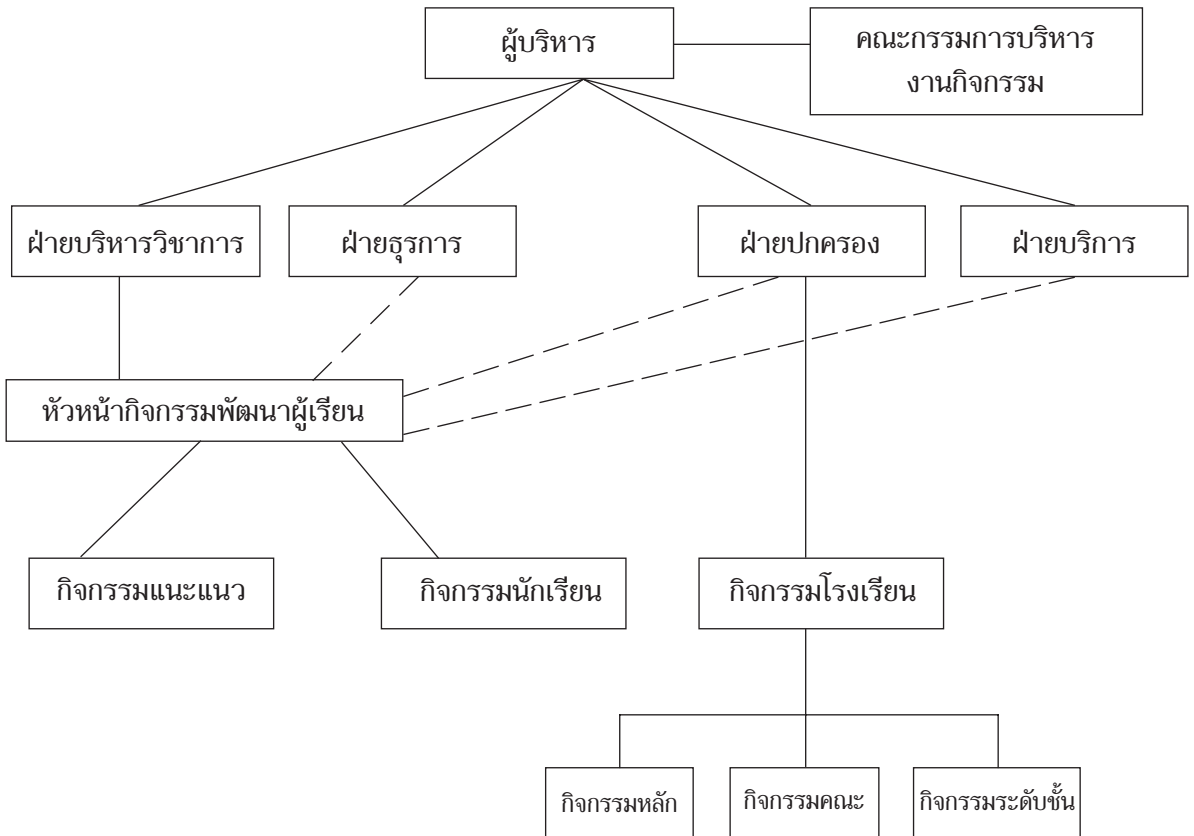 ผู้บริหาร
คณะกรรมการบริหาร
งานกิจกรรม
ฝ่ายบริหารวิชาการ
ฝ่ายธุรการ
ฝ่ายปกครอง
ฝ่ายบริการ
หัวหน้ากิจกรรมพัฒนาผู้เรียน
กิจกรรมแนะแนว
กิจกรรมนักเรียน
กิจกรรมโรงเรียน
กิจกรรมหลัก
กิจกรรมคณะ
กิจกรรมระดับชั้น